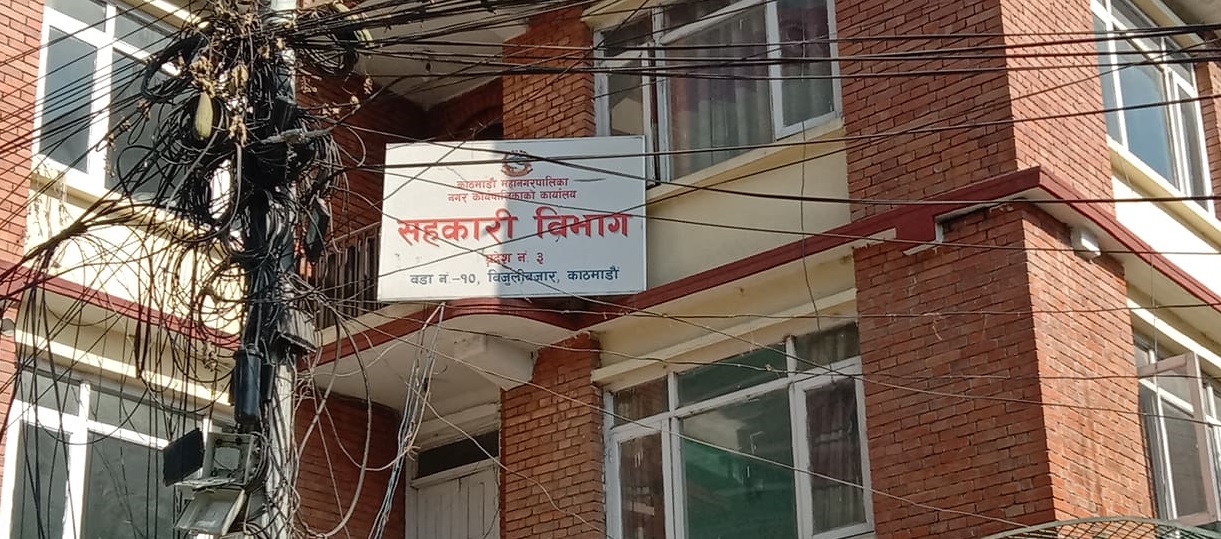 काठमाडौं महानगरपालिका
नगर कार्यपालिकाको कार्यालय
सहकारी विभाग
प्रदेश नं. ३
वडा नं.-१०, विजुलीबजार, काठमाडौं